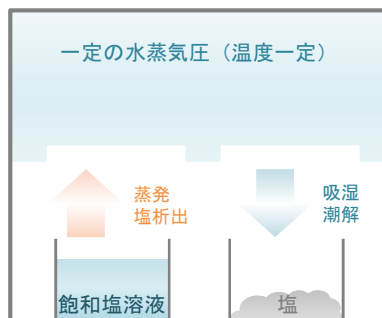 一定の水蒸気圧（温度一定）
蒸発
塩析出
吸湿
潮解
飽和塩溶液
塩